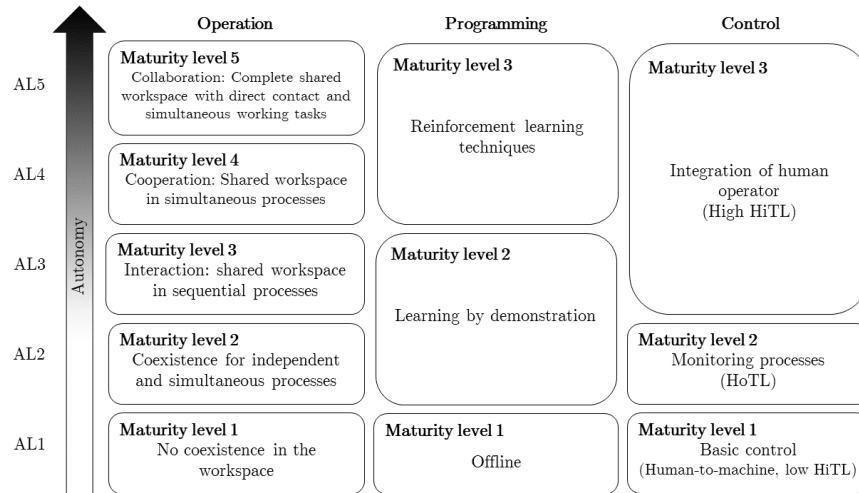 Operation
Programming
Control
Autonomy
AL5
AL4
AL3
AL2
AL1
Maturity level 5
Collaboration: Complete shared
workspace with direct contact and
simultaneous working tasks
Maturity level 4
Cooperation: Shared workspace
in simultaneous processes
Maturity level 3
Interaction: shared workspace
in sequential processes
Maturity level 2
Coexistence for independent
and simultaneous processes
Maturity level 1
No coexistence in the
workspace
Maturity level 3
Reinforcement learning
techniques
Maturity level 2
Learning by demonstration
Maturity level 1
Offline
Maturity level 3
Integration of human
operator
(High HiTL)
Maturity level 2
Monitoring processes
(HoTL)
Maturity level 1
Basic control
(Human-to-machine, low HiTL)